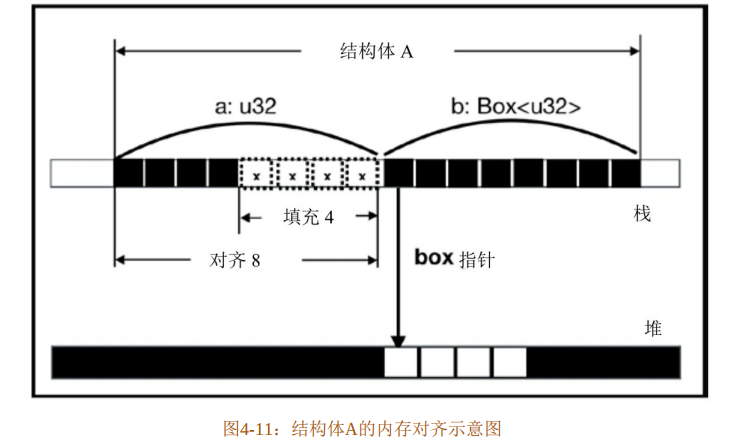 结构体 A
a: u32
b: Box<u32>
x x x x
填充 4
栈
对齐 8
box 指针
堆
图4-11：结构体A的内存对齐示意图